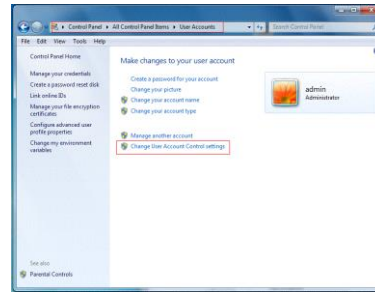 Control Panel ▸ All Control Panel Items ▸ User Accounts
Search Control Panel
File Edit View Tools Help
Control Panel Home
Manage your credentials
Create a password reset disk
Link online IDs
Manage your file encryption
certificates
Configure advanced user
profile properties
Change my environment
variables
See also
Parental Controls
Make changes to your user account
Create a password for your account
Change your picture
Change your account name
Change your account type
Manage another account
Change User Account Control settings
admin
Administrator